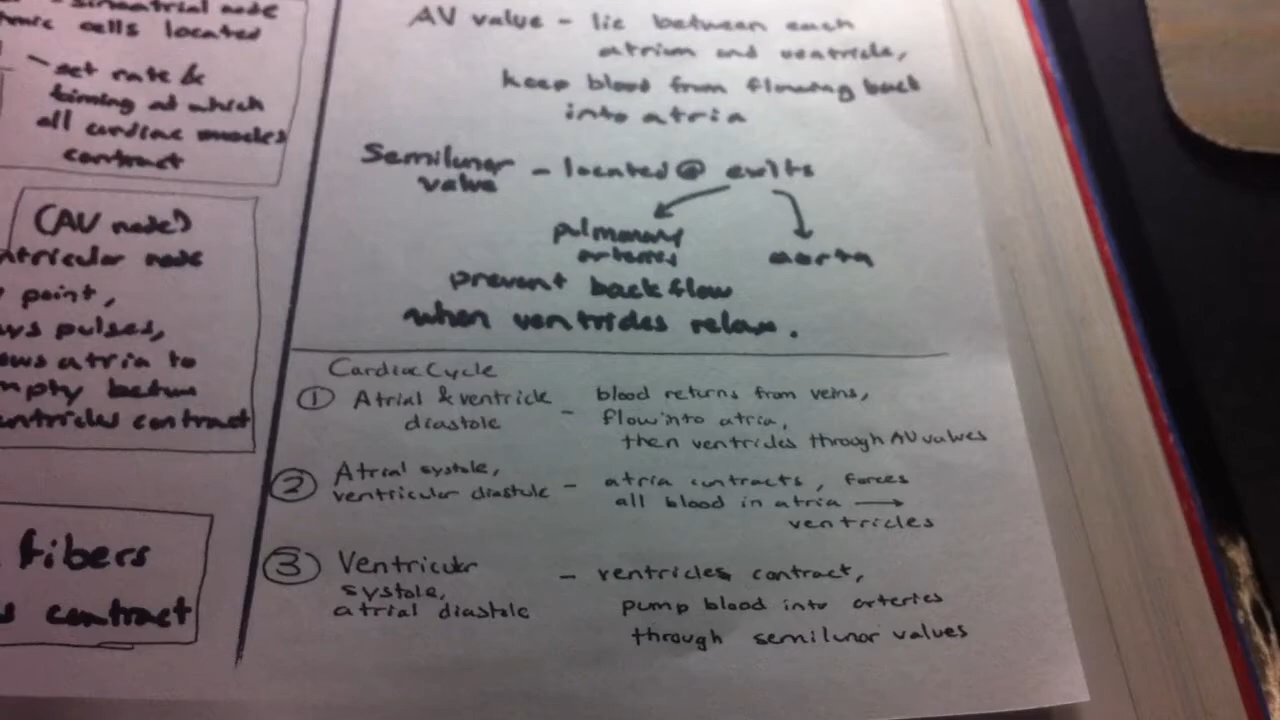 sinoatrial node
cells located
set rate &
timing at which
all cardiac muscles
contract
(AV node)
node
point,
pulses,
atria to
before
contract
fibers
contract
AV valve - lie between each
atrium and ventricle,
keep blood from flowing back
into atria
Semilunar - located @ exits
valve
pulmonary
arteries
aorta
prevent backflow
when ventricles relax.
Cardiac Cycle
① Atrial & ventricle - blood returns from veins,
diastole
flow into atria,
then ventricles through AV valves
② Atrial systole,
ventricular diastole - atria contracts, forces
all blood in atria →
ventricles
③ Ventricular - ventricles contract,
systole,
atrial diastole
pump blood into arteries
through semilunar valves